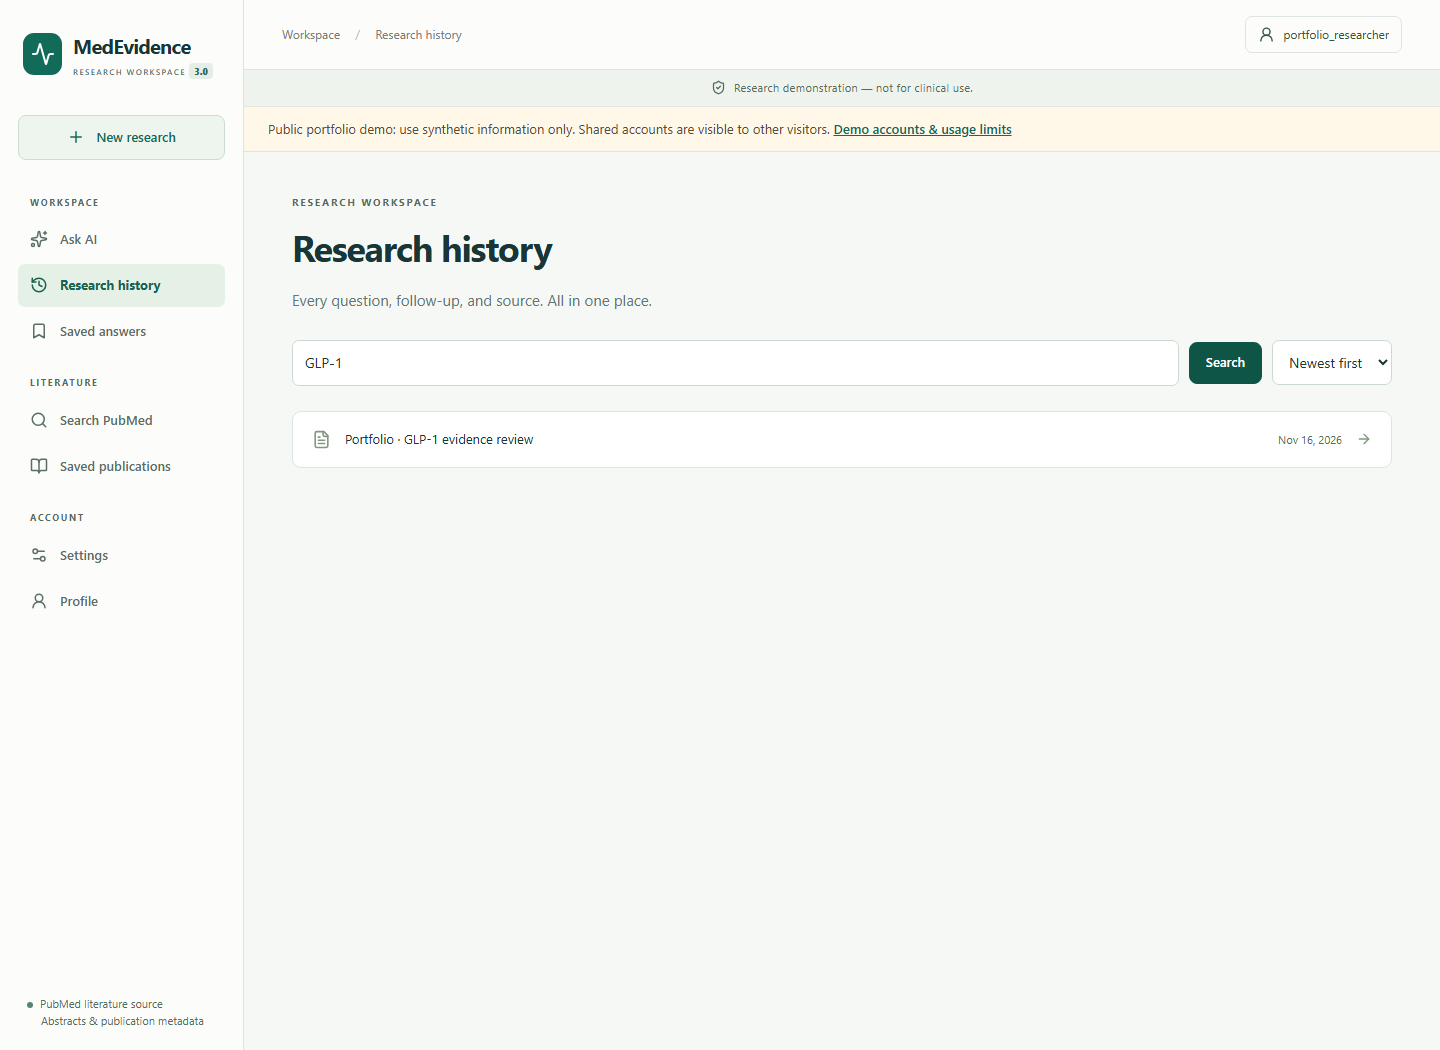 MedEvidence
RESEARCH WORKSPACE 3.0
New research
WORKSPACE
Ask AI
Research history
Saved answers
LITERATURE
Search PubMed
Saved publications
ACCOUNT
Settings
Profile
PubMed literature source
Abstracts & publication metadata
Workspace / Research history
portfolio_researcher
Research demonstration — not for clinical use.
Public portfolio demo: use synthetic information only. Shared accounts are visible to other visitors. Demo accounts & usage limits
RESEARCH WORKSPACE
Research history
Every question, follow-up, and source. All in one place.
GLP-1
Search
Newest first
Portfolio · GLP-1 evidence review
Nov 16, 2026